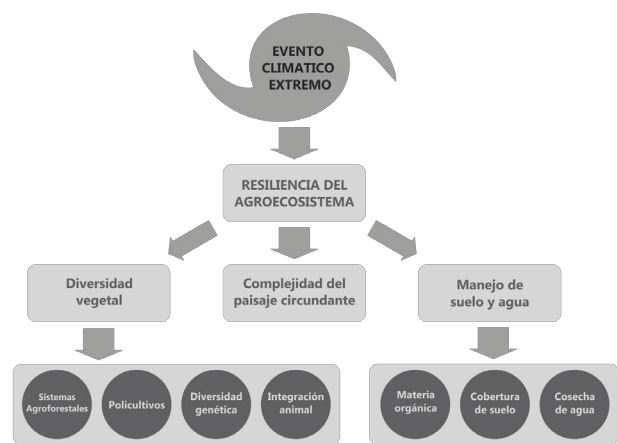 EVENTO
CLIMATICO
EXTREMO
RESILIENCIA DEL
AGROECOSISTEMA
Diversidad
vegetal
Complejidad del
paisaje circundante
Manejo de
suelo y agua
Sistemas
Agroforestales
Policultivos
Diversidad
genética
Integración
animal
Materia
orgánica
Cobertura
de suelo
Cosecha
de agua